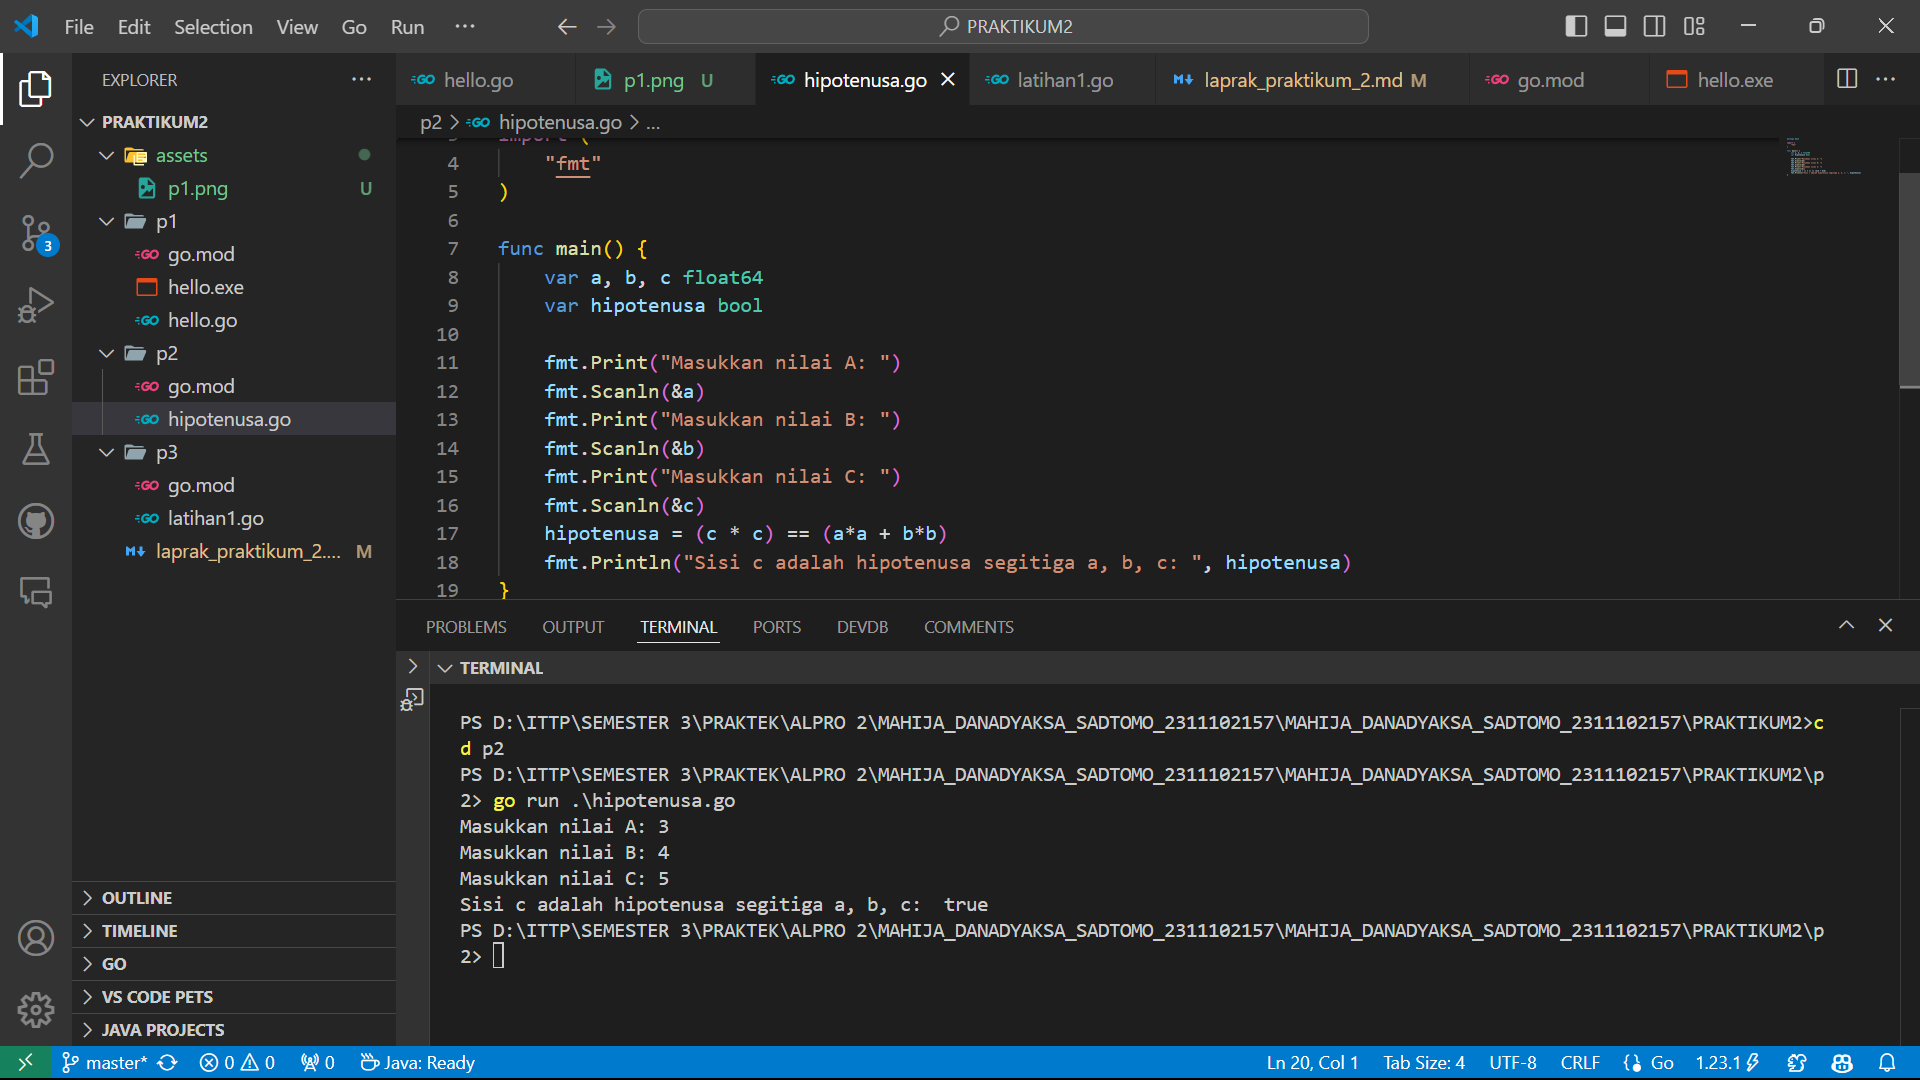 File Edit Selection View Go Run ··· PRAKTIKUM2
EXPLORER ···
PRAKTIKUM2
assets
p1.png U
p1
go.mod
hello.exe
hello.go
p2
go.mod
hipotenusa.go
p3
go.mod
latihan1.go
laprak_praktikum_2.... M
OUTLINE
TIMELINE
GO
VS CODE PETS
JAVA PROJECTS
3
hello.go p1.png U hipotenusa.go latihan1.go laprak_praktikum_2.md M go.mod hello.exe ···
p2 > hipotenusa.go > ...
3 import (
4 "fmt"
5 )
6
7 func main() {
8 var a, b, c float64
9 var hipotenusa bool
10
11 fmt.Print("Masukkan nilai A: ")
12 fmt.Scanln(&a)
13 fmt.Print("Masukkan nilai B: ")
14 fmt.Scanln(&b)
15 fmt.Print("Masukkan nilai C: ")
16 fmt.Scanln(&c)
17 hipotenusa = (c * c) == (a*a + b*b)
18 fmt.Println("Sisi c adalah hipotenusa segitiga a, b, c: ", hipotenusa)
19 }
PROBLEMS OUTPUT TERMINAL PORTS DEVDB COMMENTS
TERMINAL
PS D:\ITTP\SEMESTER 3\PRAKTEK\ALPRO 2\MAHIJA_DANADYAKSA_SADTOMO_2311102157\MAHIJA_DANADYAKSA_SADTOMO_2311102157\PRAKTIKUM2>c
d p2
PS D:\ITTP\SEMESTER 3\PRAKTEK\ALPRO 2\MAHIJA_DANADYAKSA_SADTOMO_2311102157\MAHIJA_DANADYAKSA_SADTOMO_2311102157\PRAKTIKUM2\p
2> go run .\hipotenusa.go
Masukkan nilai A: 3
Masukkan nilai B: 4
Masukkan nilai C: 5
Sisi c adalah hipotenusa segitiga a, b, c:  true
PS D:\ITTP\SEMESTER 3\PRAKTEK\ALPRO 2\MAHIJA_DANADYAKSA_SADTOMO_2311102157\MAHIJA_DANADYAKSA_SADTOMO_2311102157\PRAKTIKUM2\p
2>
master* 0 0 0 Java: Ready Ln 20, Col 1 Tab Size: 4 UTF-8 CRLF {} Go 1.23.1